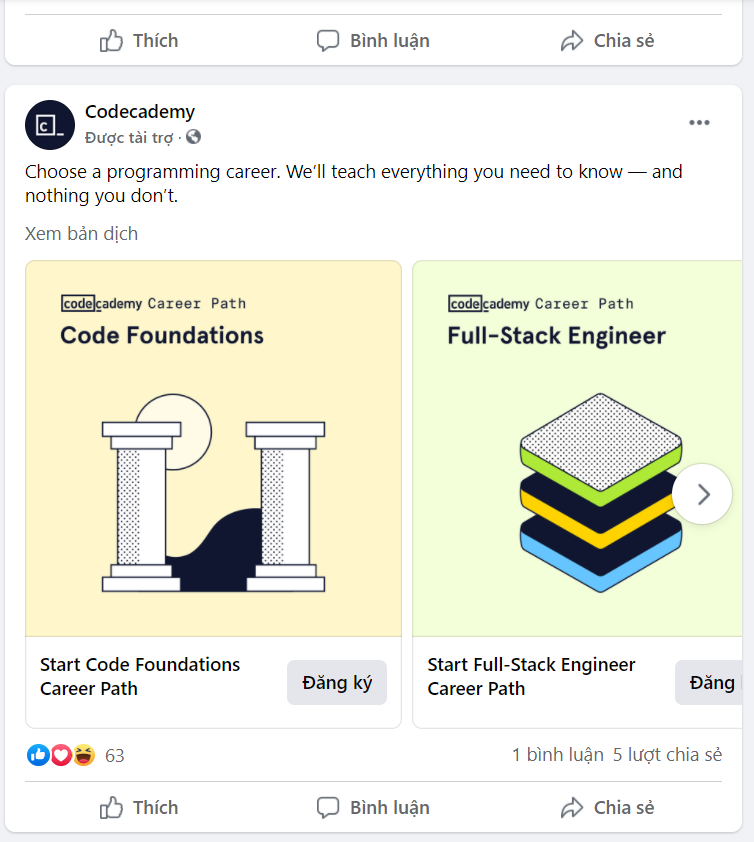 Thích Bình luận Chia sẻ
Codecademy
Được tài trợ ·
Choose a programming career. We’ll teach everything you need to know — and
nothing you don’t.
Xem bản dịch
codecademy Career Path
Code Foundations
codecademy Career Path
Full-Stack Engineer
Start Code Foundations
Career Path
Đăng ký
Start Full-Stack Engineer
Career Path
Đăng
63
1 bình luận 5 lượt chia sẻ
Thích Bình luận Chia sẻ